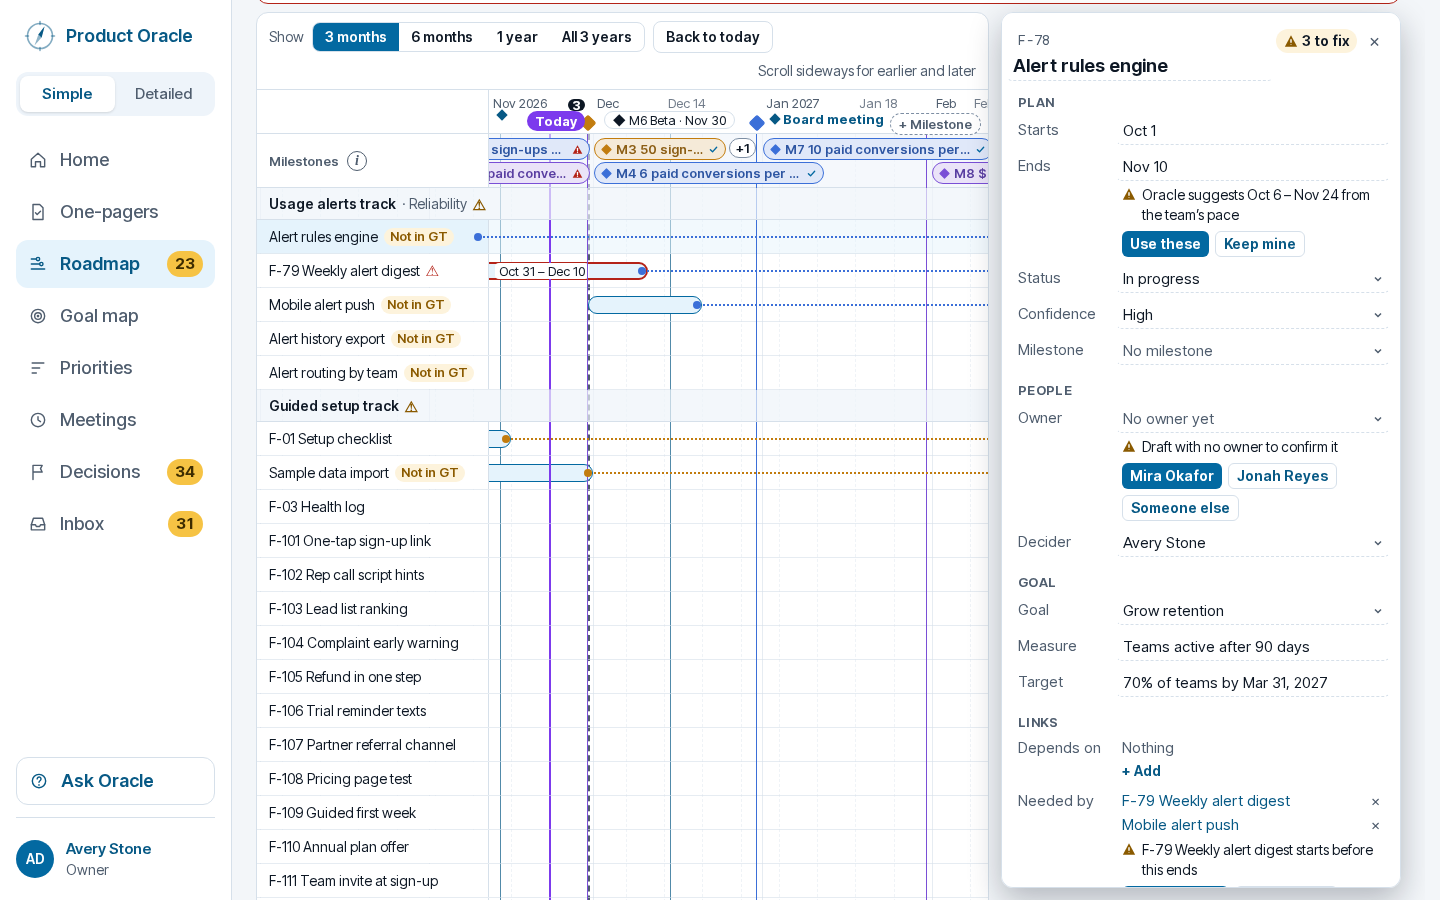 Product Oracle
Simple
Detailed
Home
One-pagers
Roadmap 23
Goal map
Priorities
Meetings
Decisions 34
Inbox 31
Ask Oracle
AD
Avery Stone
Owner
Show
3 months
6 months
1 year
All 3 years
Back to today
Scroll sideways for earlier and later
Nov 2026
3
Dec
Dec 14
Jan 2027
Jan 18
Feb
Today
M6 Beta · Nov 30
Board meeting
+ Milestone
Milestones i
sign-ups ...
M3 50 sign-...
+1
M7 10 paid conversions per...
paid conve...
M4 6 paid conversions per ...
M8 $
Usage alerts track · Reliability
Alert rules engine Not in GT
F-79 Weekly alert digest
Oct 31 – Dec 10
Mobile alert push Not in GT
Alert history export Not in GT
Alert routing by team Not in GT
Guided setup track
F-01 Setup checklist
Sample data import Not in GT
F-03 Health log
F-101 One-tap sign-up link
F-102 Rep call script hints
F-103 Lead list ranking
F-104 Complaint early warning
F-105 Refund in one step
F-106 Trial reminder texts
F-107 Partner referral channel
F-108 Pricing page test
F-109 Guided first week
F-110 Annual plan offer
F-111 Team invite at sign-up
F-78
3 to fix
×
Alert rules engine
PLAN
Starts Oct 1
Ends Nov 10
Oracle suggests Oct 6 – Nov 24 from
the team's pace
Use these
Keep mine
Status In progress
Confidence High
Milestone No milestone
PEOPLE
Owner No owner yet
Draft with no owner to confirm it
Mira Okafor
Jonah Reyes
Someone else
Decider Avery Stone
GOAL
Goal Grow retention
Measure Teams active after 90 days
Target 70% of teams by Mar 31, 2027
LINKS
Depends on Nothing
+ Add
Needed by F-79 Weekly alert digest ×
Mobile alert push ×
F-79 Weekly alert digest starts before
this ends